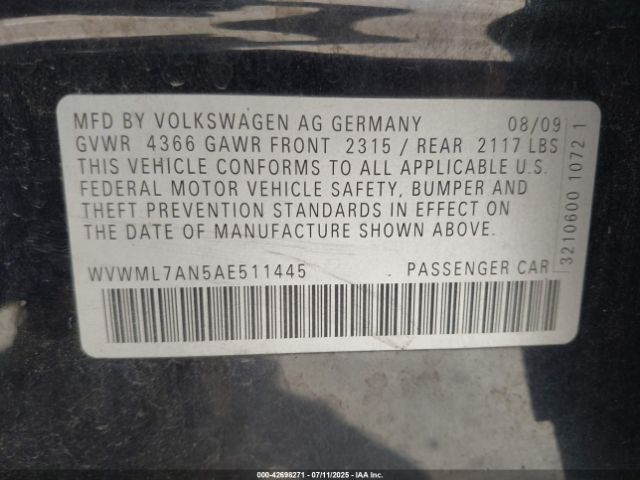 MFD BY VOLKSWAGEN AG GERMANY 08/09
GVWR 4366 GAWR FRONT 2315 / REAR 2117 LBS
THIS VEHICLE CONFORMS TO ALL APPLICABLE U.S.
FEDERAL MOTOR VEHICLE SAFETY, BUMPER AND
THEFT PREVENTION STANDARDS IN EFFECT ON
THE DATE OF MANUFACTURE SHOWN ABOVE.
WVWML7AN5AE511445 PASSENGER CAR
3210600 1072 1
000-42698271 - 07/11/2025 - IAAI Inc.